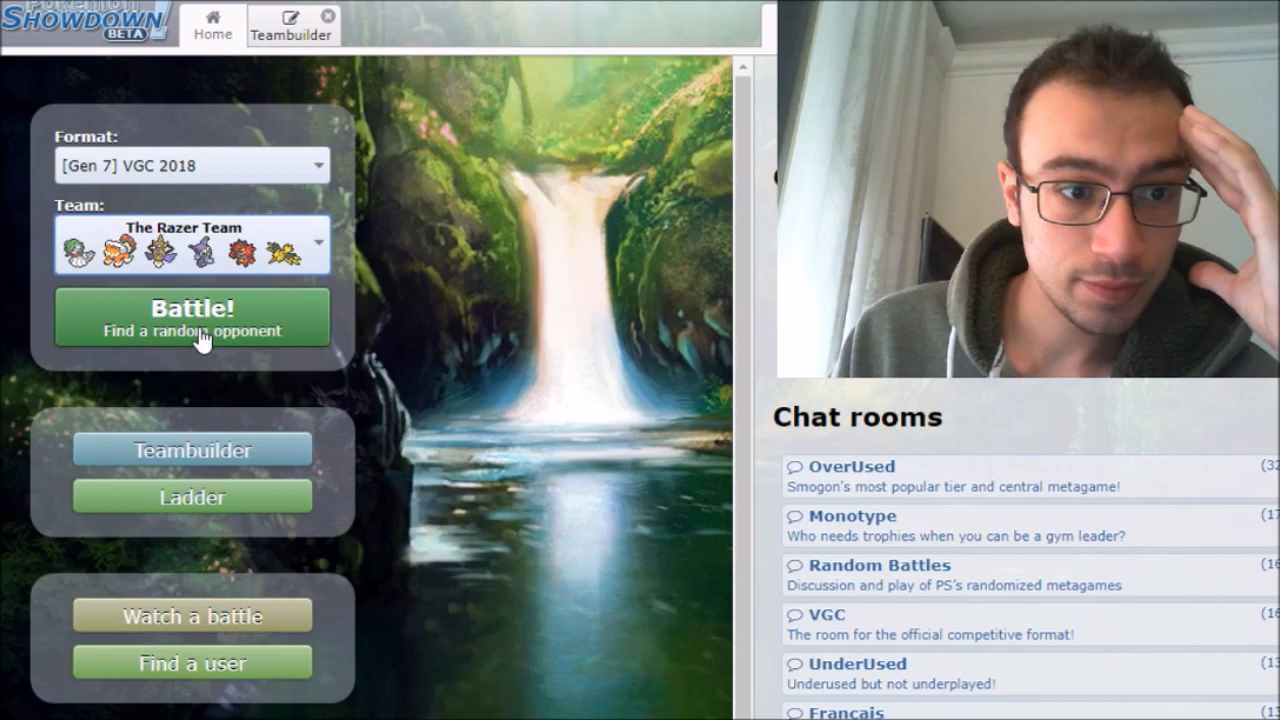 Pokémon
SHOWDOWN
BETA
Home
Teambuilder
Format:
[Gen 7] VGC 2018
Team:
The Razer Team
Battle!
Find a random opponent
Teambuilder
Ladder
Watch a battle
Find a user
Chat rooms
OverUsed
Smogon's most popular tier and central metagame!
Monotype
Who needs trophies when you can be a gym leader?
Random Battles
Discussion and play of PS's randomized metagames
VGC
The room for the official competitive format!
UnderUsed
Underused but not underplayed!
Français